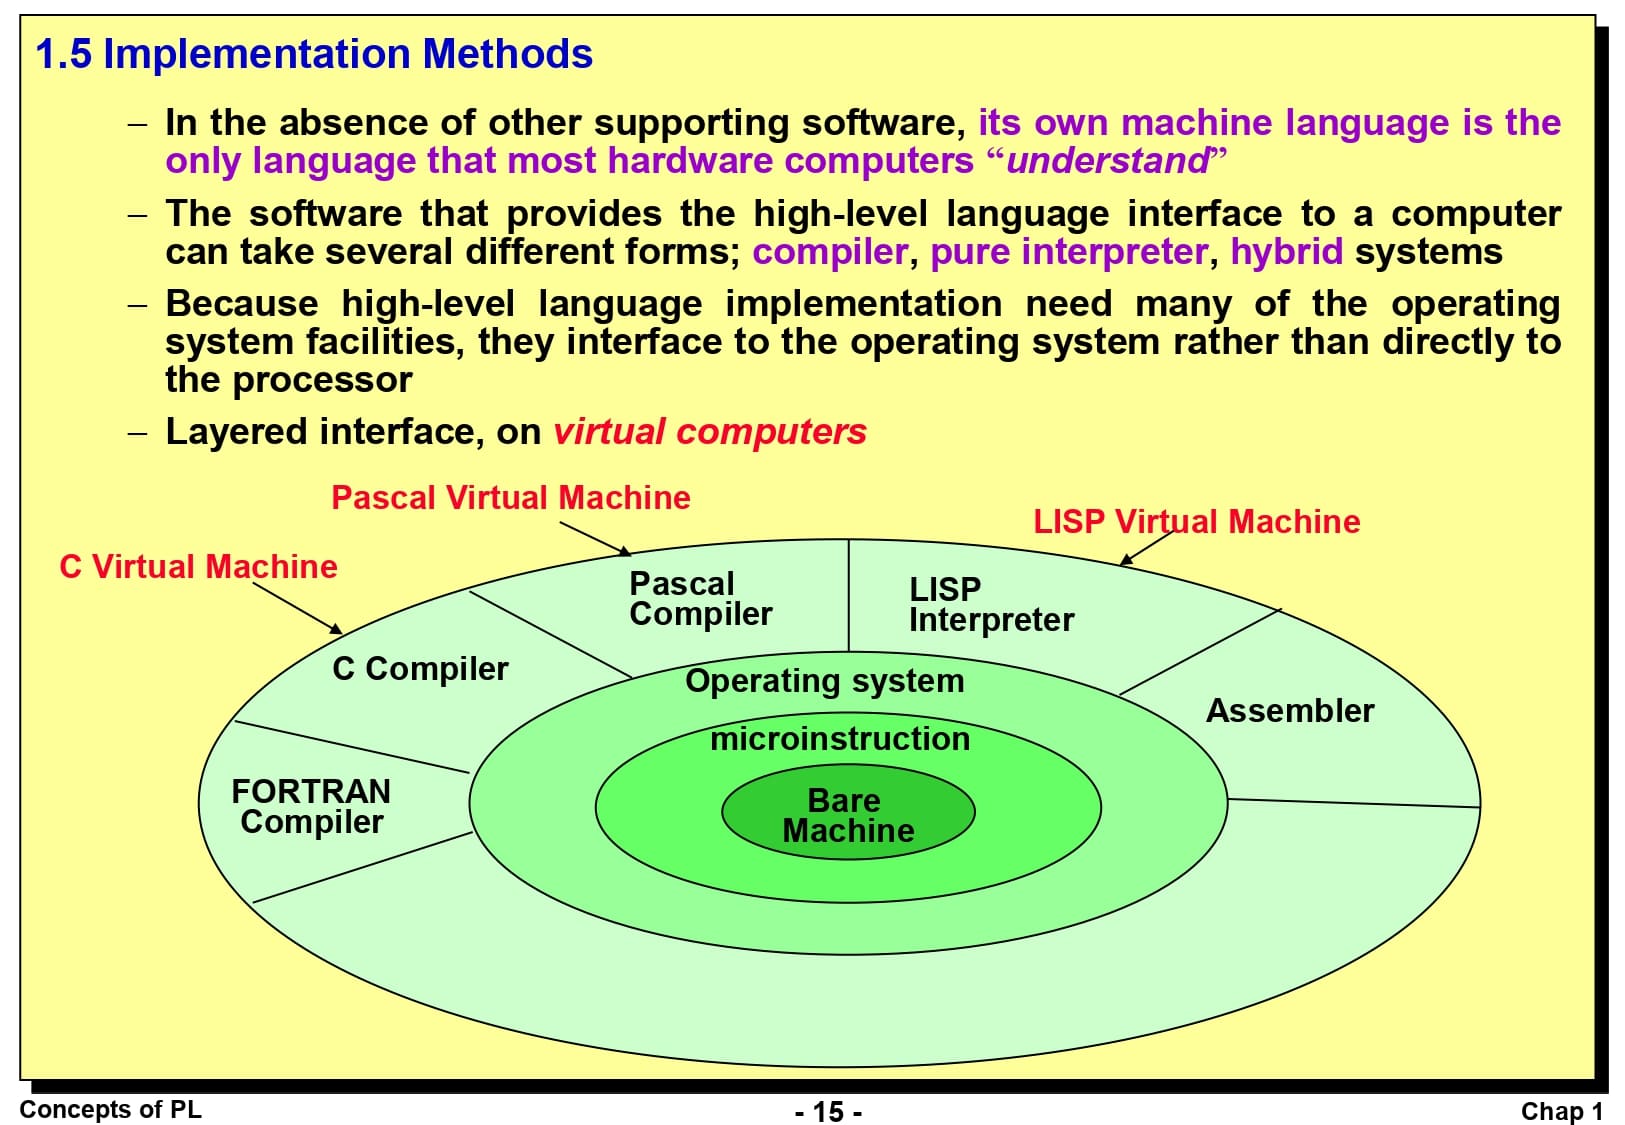 1.5 Implementation Methods
– In the absence of other supporting software, its own machine language is the
only language that most hardware computers “understand”
– The software that provides the high-level language interface to a computer
can take several different forms; compiler, pure interpreter, hybrid systems
– Because high-level language implementation need many of the operating
system facilities, they interface to the operating system rather than directly to
the processor
– Layered interface, on virtual computers
Pascal Virtual Machine
LISP Virtual Machine
C Virtual Machine
Pascal
Compiler
LISP
Interpreter
C Compiler
Operating system
Assembler
microinstruction
FORTRAN
Compiler
Bare
Machine
Concepts of PL
- 15 -
Chap 1